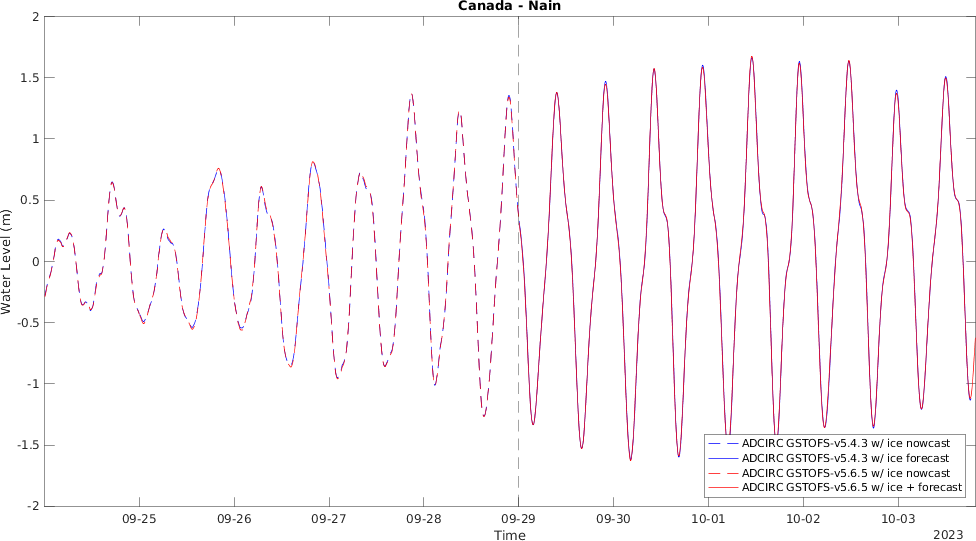 Canada - Nain
2
1.5
1
0.5
0
-0.5
-1
-1.5
-2
Water Level (m)
09-25 09-26 09-27 09-28 09-29 09-30 10-01 10-02 10-03
Time
2023
ADCIRC GSTOFS-v5.4.3 w/ ice nowcast
ADCIRC GSTOFS-v5.4.3 w/ ice forecast
ADCIRC GSTOFS-v5.6.5 w/ ice nowcast
ADCIRC GSTOFS-v5.6.5 w/ ice + forecast